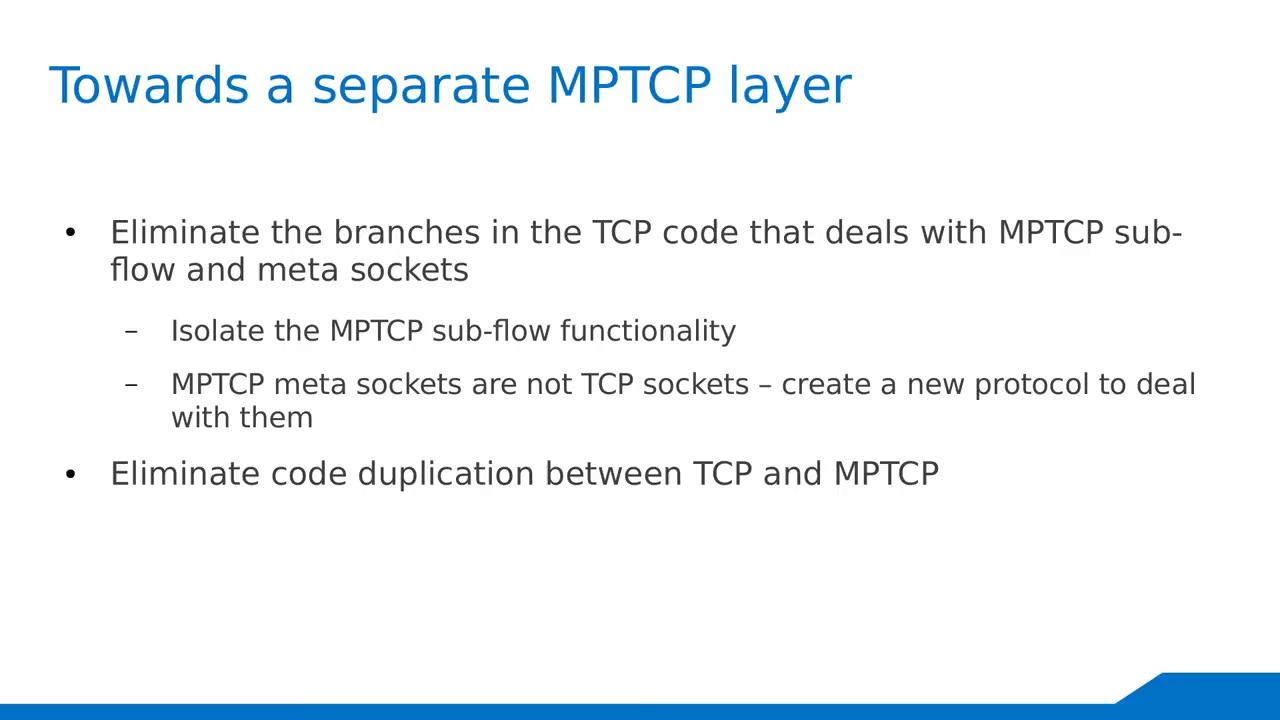 Towards a separate MPTCP layer
• Eliminate the branches in the TCP code that deals with MPTCP sub-
flow and meta sockets
– Isolate the MPTCP sub-flow functionality
– MPTCP meta sockets are not TCP sockets – create a new protocol to deal
with them
• Eliminate code duplication between TCP and MPTCP